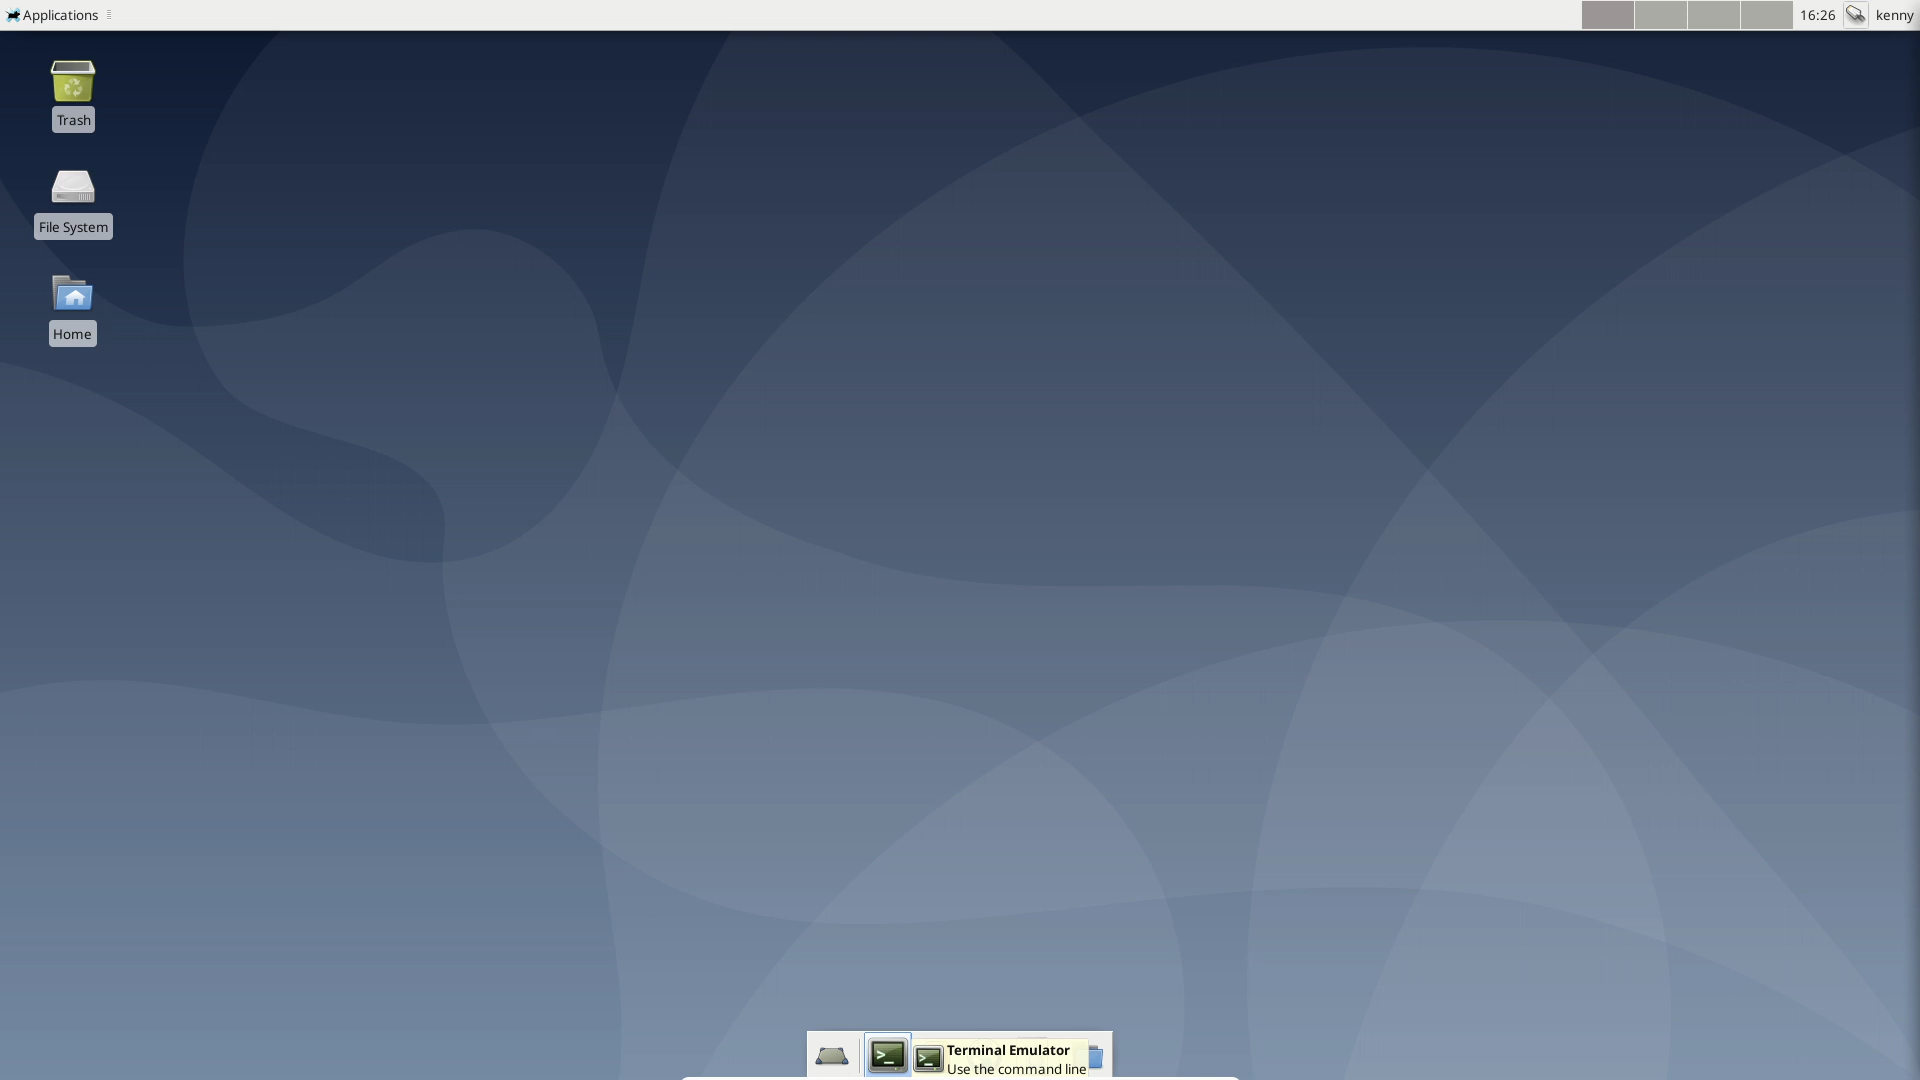 Applications
16:26
kenny
Trash
File System
Home
Terminal Emulator
Use the command line